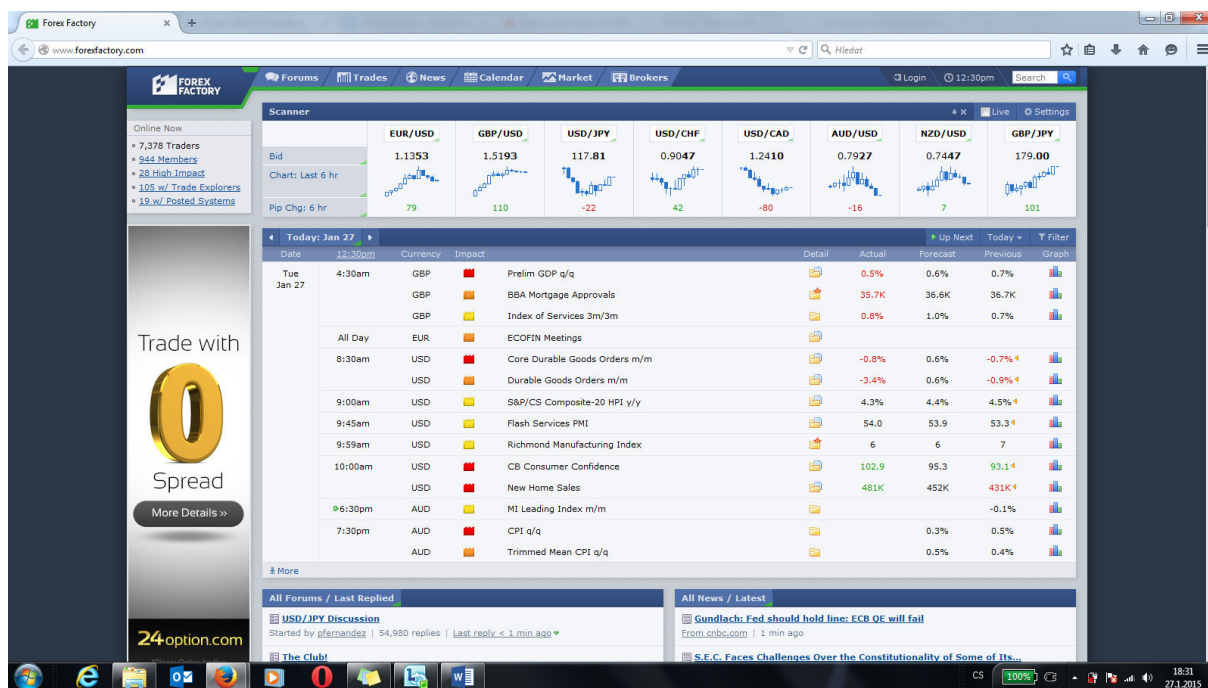 Forex Factory
www.forexfactory.com
Hledat
FOREX FACTORY
Forums Trades News Calendar Market Brokers Login 12:30pm Search
Online Now
7,378 Traders
944 Members
28 High Impact
105 w/ Trade Explorers
19 w/ Posted Systems
Trade with
0
Spread
More Details »
24option.com
Scanner Live Settings
EUR/USD GBP/USD USD/JPY USD/CHF USD/CAD AUD/USD NZD/USD GBP/JPY
Bid 1.1353 1.5193 117.81 0.9047 1.2410 0.7927 0.7447 179.00
Chart: Last 6 hr
Pip Chg: 6 hr 79 110 -22 42 -80 -16 7 101
Today: Jan 27 Up Next Today Filter
Date 12:30pm Currency Impact Detail Actual Forecast Previous Graph
Tue Jan 27 4:30am GBP Prelim GDP q/q 0.5% 0.6% 0.7%
GBP BBA Mortgage Approvals 35.7K 36.6K 36.7K
GBP Index of Services 3m/3m 0.8% 1.0% 0.7%
All Day EUR ECOFIN Meetings
8:30am USD Core Durable Goods Orders m/m -0.8% 0.6% -0.7%
USD Durable Goods Orders m/m -3.4% 0.6% -0.9%
9:00am USD S&P/CS Composite-20 HPI y/y 4.3% 4.4% 4.5%
9:45am USD Flash Services PMI 54.0 53.9 53.3
9:59am USD Richmond Manufacturing Index 6 6 7
10:00am USD CB Consumer Confidence 102.9 95.3 93.1
USD New Home Sales 481K 452K 431K
6:30pm AUD MI Leading Index m/m -0.1%
7:30pm AUD CPI q/q 0.3% 0.5%
AUD Trimmed Mean CPI q/q 0.5% 0.4%
More
All Forums / Last Replied
USD/JPY Discussion
Started by pfernandez | 54,980 replies | Last reply < 1 min ago
The Club!
All News / Latest
Gundlach: Fed should hold line: ECB QE will fail
From cnbc.com | 1 min ago
S.E.C. Faces Challenges Over the Constitutionality of Some of Its...
CS 100% 18:31
27.1.2015